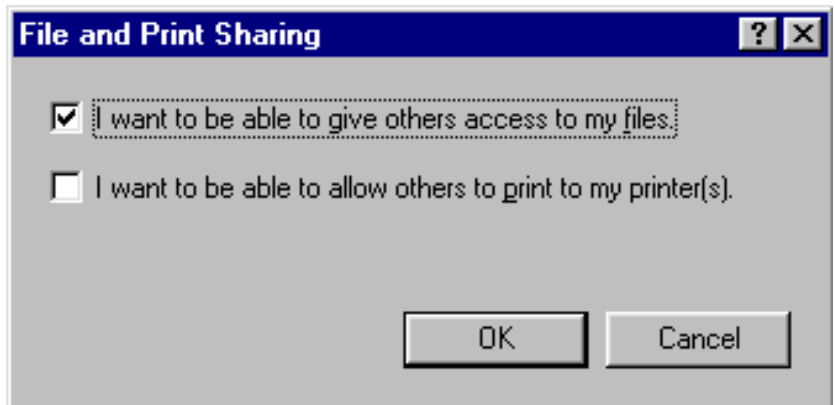 File and Print Sharing
I want to be able to give others access to my files.
I want to be able to allow others to print to my printer(s).
OK Cancel